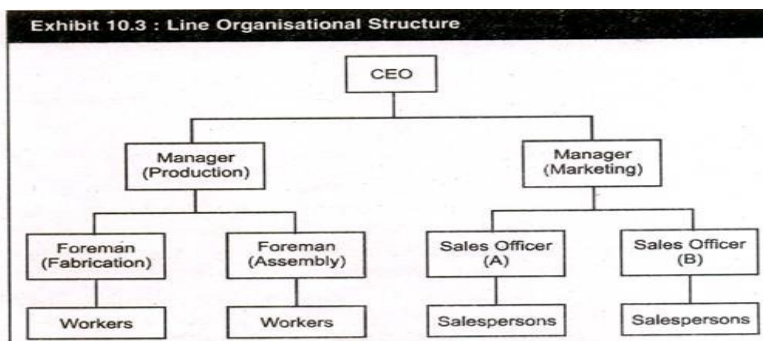 Exhibit 10.3 : Line Organisational Structure
CEO
Manager
(Production)
Manager
(Marketing)
Foreman
(Fabrication)
Foreman
(Assembly)
Sales Officer
(A)
Sales Officer
(B)
Workers
Workers
Salespersons
Salespersons